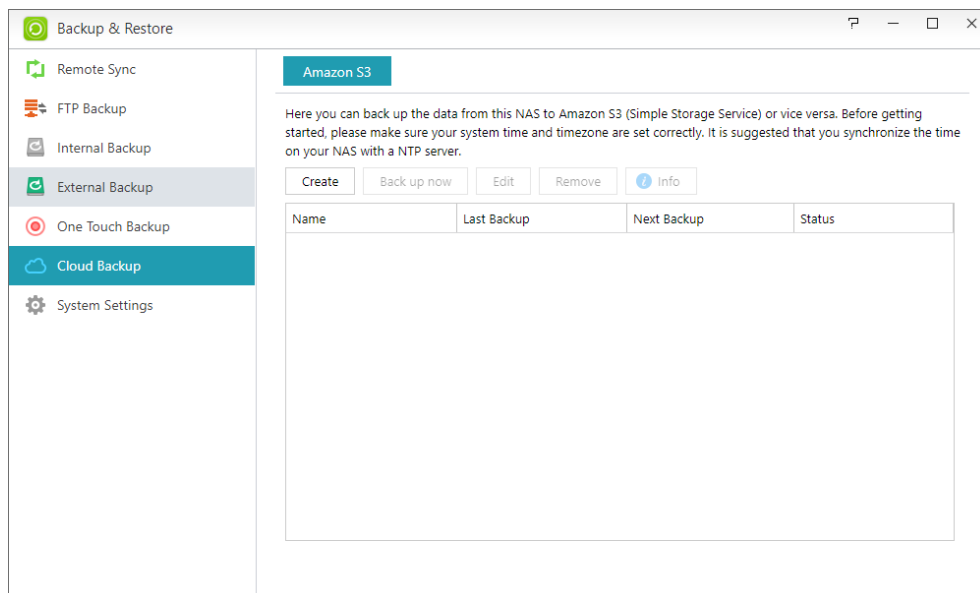 Backup & Restore
Remote Sync
FTP Backup
Internal Backup
External Backup
One Touch Backup
Cloud Backup
System Settings
Amazon S3
Here you can back up the data from this NAS to Amazon S3 (Simple Storage Service) or vice versa. Before getting
started, please make sure your system time and timezone are set correctly. It is suggested that you synchronize the time
on your NAS with a NTP server.
Create Back up now Edit Remove i Info
Name Last Backup Next Backup Status